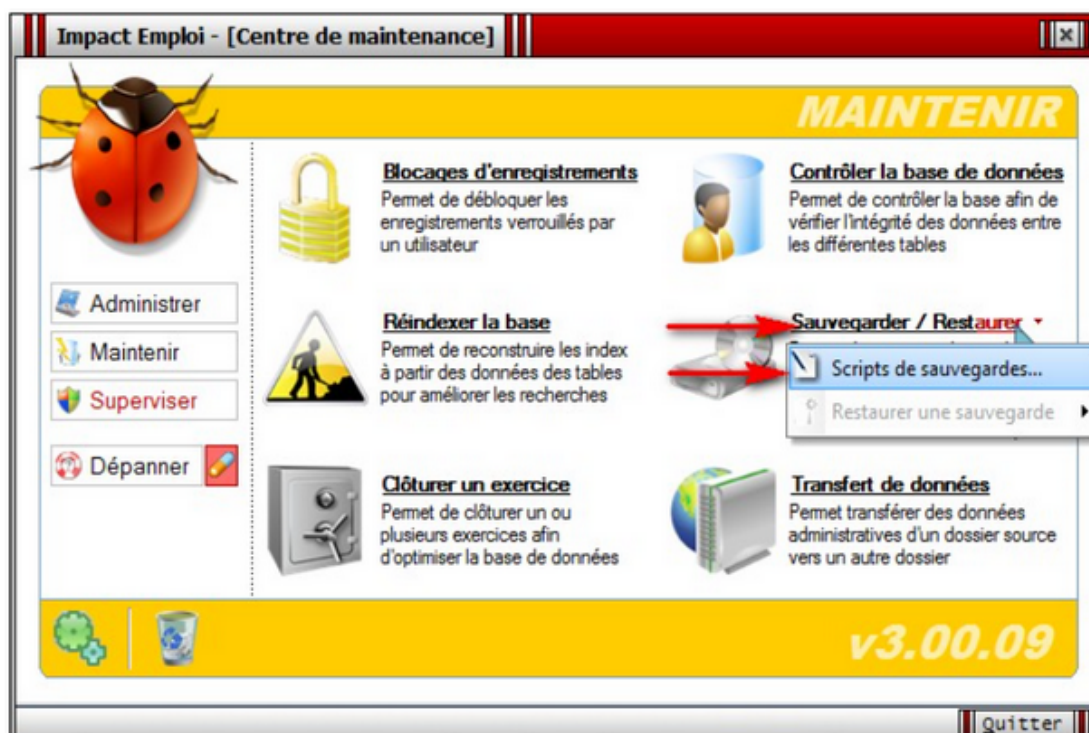 Impact Emploi - [Centre de maintenance]
MAINTENIR
Blocages d'enregistrements
Permet de débloquer les
enregistrements verrouillés par
un utilisateur
Contrôler la base de données
Permet de contrôler la base afin de
vérifier l'intégrité des données entre
les différentes tables
Administrer
Maintenir
Superviser
Dépanner
Réindexer la base
Permet de reconstruire les index
à partir des données des tables
pour améliorer les recherches
Sauvegarder / Restaurer
Scripts de sauvegardes...
Restaurer une sauvegarde
Clôturer un exercice
Permet de clôturer un ou
plusieurs exercices afin
d'optimiser la base de données
Transfert de données
Permet transférer des données
administratives d'un dossier source
vers un autre dossier
v3.00.09
Quitter